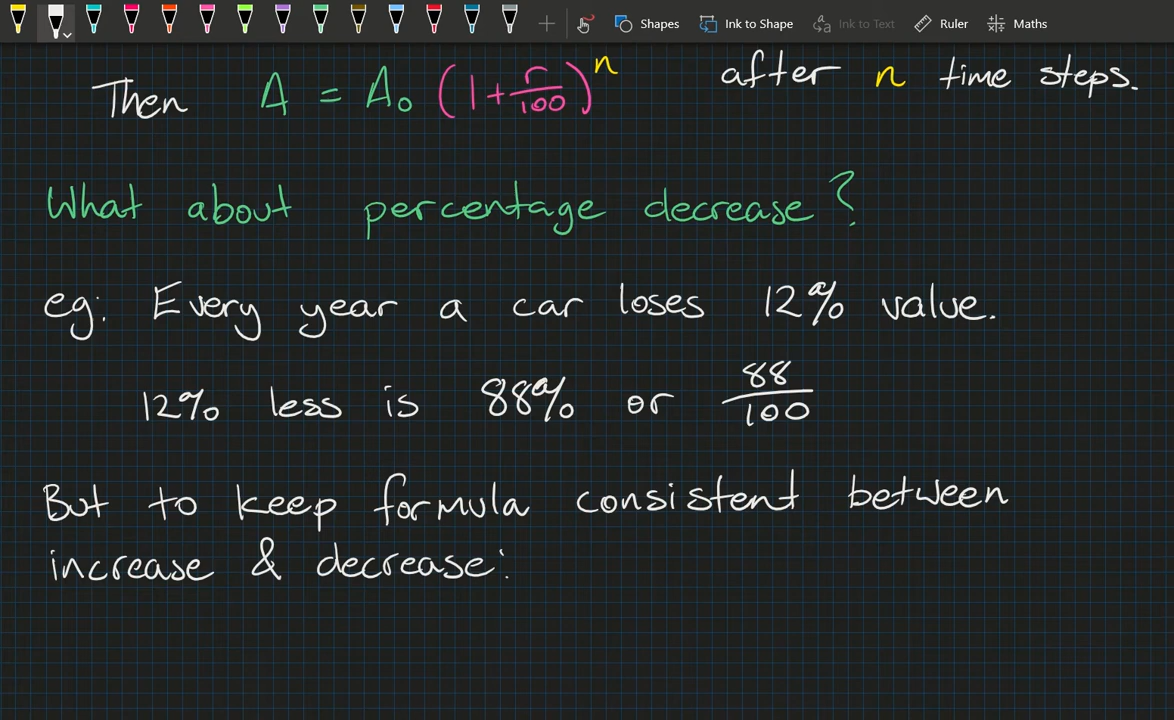 Shapes Ink to Shape Ink to Text Ruler Maths
Then A = A₀ (1 + r/100)ⁿ after n time steps.
What about percentage decrease?
eg: Every year a car loses 12% value.
12% less is 88% or 88/100
But to keep formula consistent between
increase & decrease: